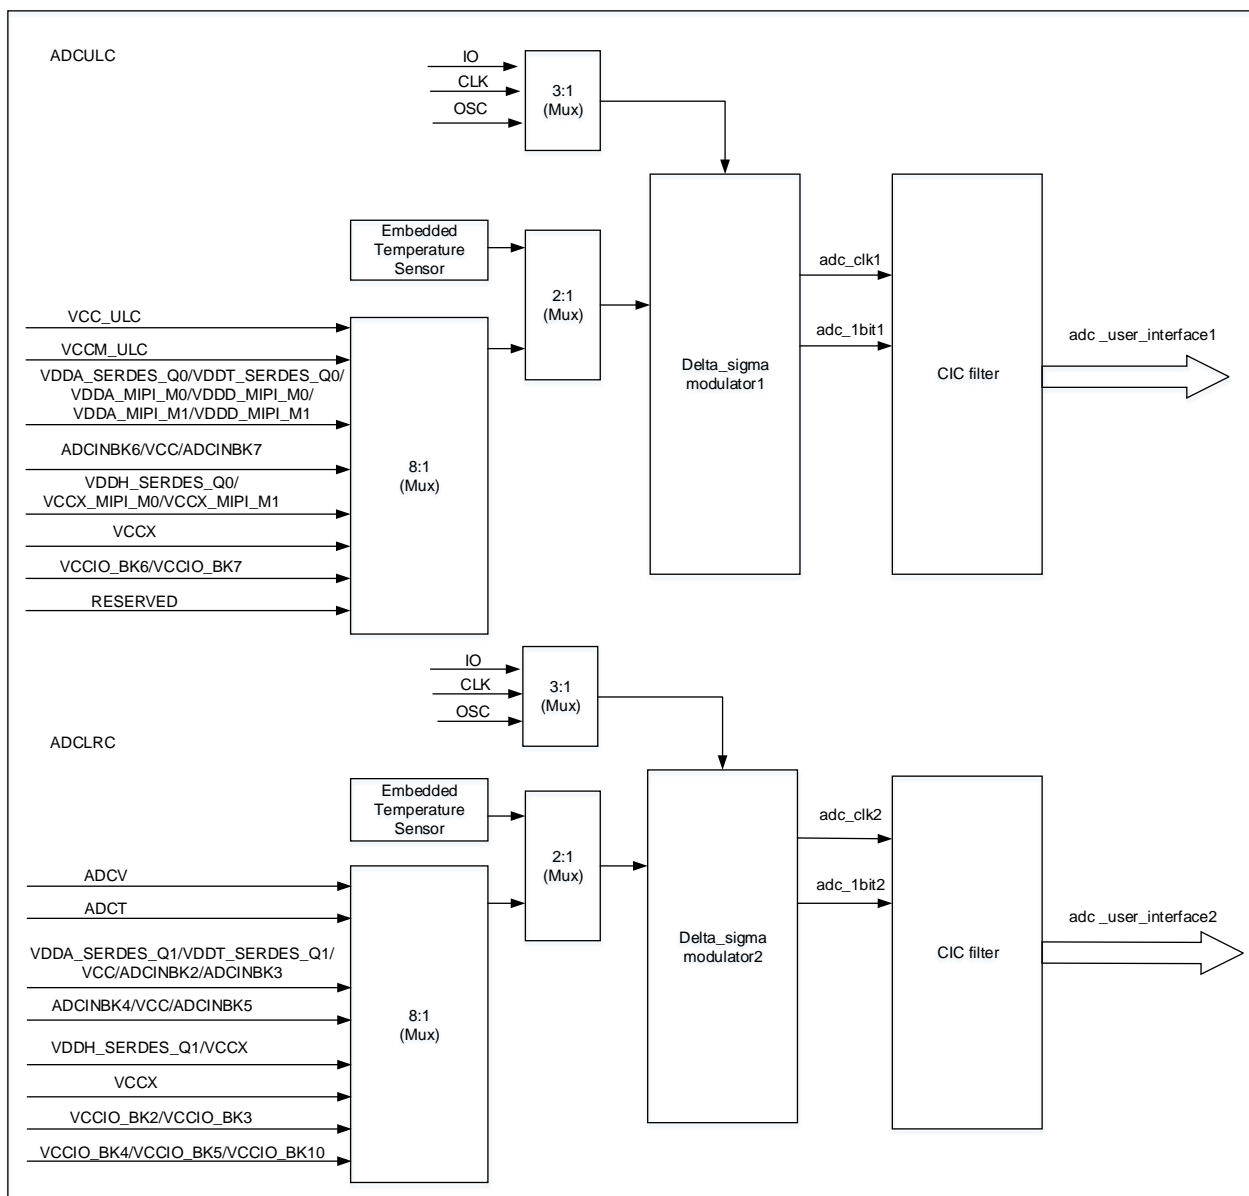 ADCULC
IO
CLK
OSC
3:1
(Mux)
Embedded
Temperature
Sensor
2:1
(Mux)
VCC_ULC
VCCM_ULC
VDDA_SERDES_Q0/VDDT_SERDES_Q0/
VDDA_MIPI_M0/VDDD_MIPI_M0/
VDDA_MIPI_M1/VDDD_MIPI_M1
ADCINBK6/VCC/ADCINBK7
VDDH_SERDES_Q0/
VCCX_MIPI_M0/VCCX_MIPI_M1
VCCX
VCCIO_BK6/VCCIO_BK7
RESERVED
8:1
(Mux)
Delta_sigma
modulator1
adc_clk1
adc_1bit1
CIC filter
adc _user_interface1
ADCLRC
IO
CLK
OSC
3:1
(Mux)
Embedded
Temperature
Sensor
2:1
(Mux)
ADCV
ADCT
VDDA_SERDES_Q1/VDDT_SERDES_Q1/
VCC/ADCINBK2/ADCINBK3
ADCINBK4/VCC/ADCINBK5
VDDH_SERDES_Q1/VCCX
VCCX
VCCIO_BK2/VCCIO_BK3
VCCIO_BK4/VCCIO_BK5/VCCIO_BK10
8:1
(Mux)
Delta_sigma
modulator2
adc_clk2
adc_1bit2
CIC filter
adc _user_interface2